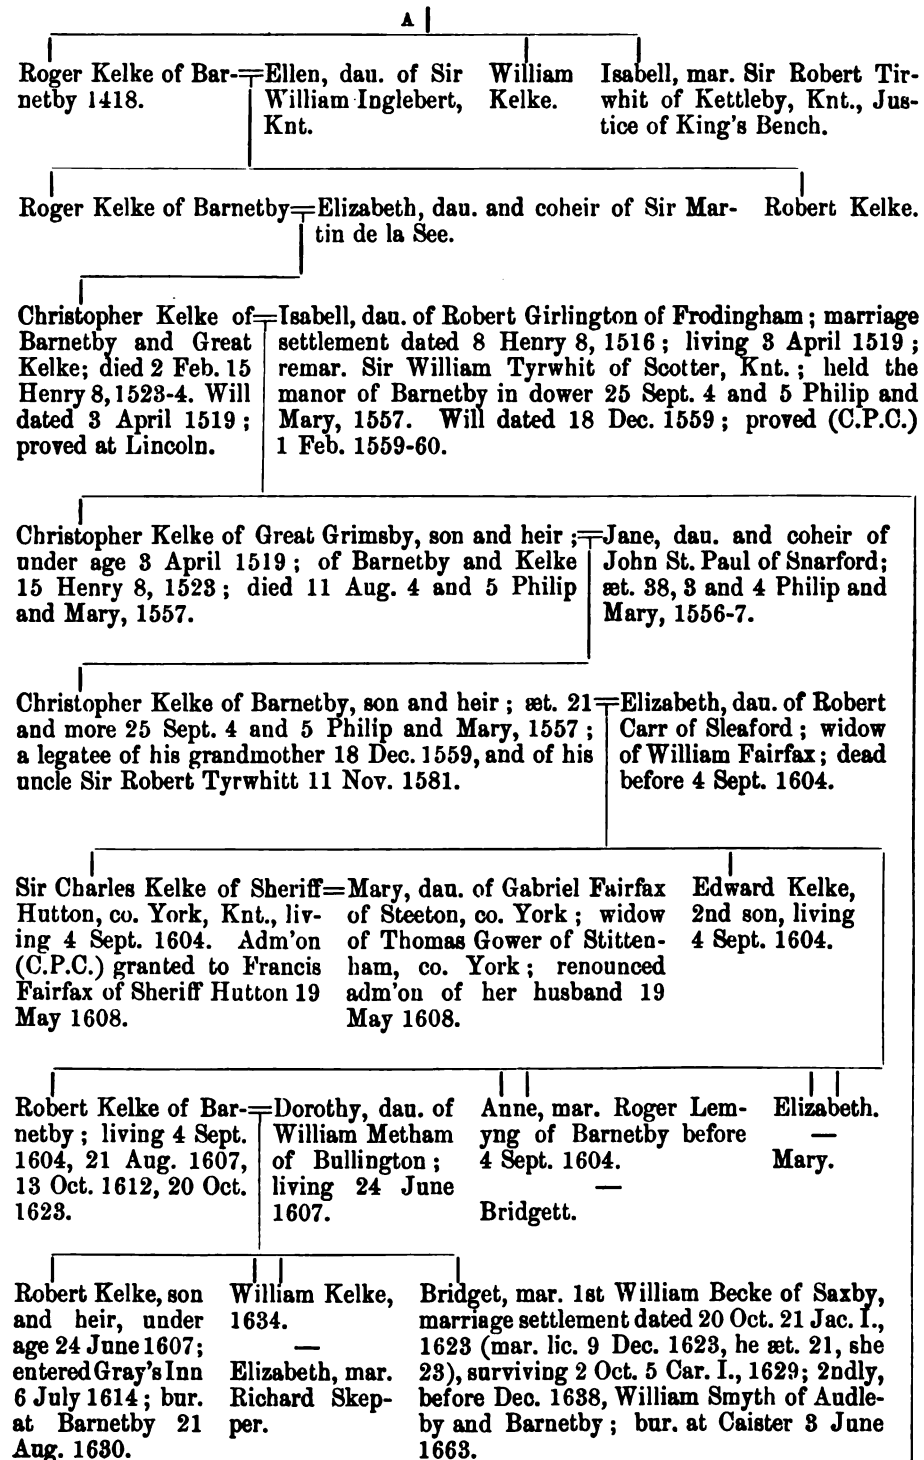 A
Roger Kelke of Bar-
netby 1418.
Ellen, dau. of Sir
William Inglebert,
Knt.
William
Kelke.
Isabell, mar. Sir Robert Tir-
whit of Kettleby, Knt., Jus-
tice of King's Bench.
Roger Kelke of Barnetby
Elizabeth, dau. and coheir of Sir Mar-
tin de la See.
Robert Kelke.
Christopher Kelke of
Barnetby and Great
Kelke; died 2 Feb. 15
Henry 8, 1523-4. Will
dated 3 April 1519;
proved at Lincoln.
Isabell, dau. of Robert Girlington of Frodingham; marriage
settlement dated 8 Henry 8, 1516; living 3 April 1519;
remar. Sir William Tyrwhit of Scotter, Knt.; held the
manor of Barnetby in dower 25 Sept. 4 and 5 Philip and
Mary, 1557. Will dated 18 Dec. 1559; proved (C.P.C.)
1 Feb. 1559-60.
Christopher Kelke of Great Grimsby, son and heir;
under age 3 April 1519; of Barnetby and Kelke
15 Henry 8, 1523; died 11 Aug. 4 and 5 Philip
and Mary, 1557.
Jane, dau. and coheir of
John St. Paul of Snarford;
æt. 38, 3 and 4 Philip and
Mary, 1556-7.
Christopher Kelke of Barnetby, son and heir; æt. 21
and more 25 Sept. 4 and 5 Philip and Mary, 1557;
a legatee of his grandmother 18 Dec. 1559, and of his
uncle Sir Robert Tyrwhitt 11 Nov. 1581.
Elizabeth, dau. of Robert
Carr of Sleaford; widow
of William Fairfax; dead
before 4 Sept. 1604.
Sir Charles Kelke of Sheriff
Hutton, co. York, Knt., liv-
ing 4 Sept. 1604. Adm'on
(C.P.C.) granted to Francis
Fairfax of Sheriff Hutton 19
May 1608.
Mary, dau. of Gabriel Fairfax
of Steeton, co. York; widow
of Thomas Gower of Stitten-
ham, co. York; renounced
adm'on of her husband 19
May 1608.
Edward Kelke,
2nd son, living
4 Sept. 1604.
Robert Kelke of Bar-
netby; living 4 Sept.
1604, 21 Aug. 1607,
13 Oct. 1612, 20 Oct.
1623.
Dorothy, dau. of
William Metham
of Bullington;
living 24 June
1607.
Anne, mar. Roger Lem-
yng of Barnetby before
4 Sept. 1604.
—
Bridgett.
Elizabeth.
—
Mary.
Robert Kelke, son
and heir, under
age 24 June 1607;
entered Gray's Inn
6 July 1614; bur.
at Barnetby 21
Aug. 1630.
William Kelke,
1634.
—
Elizabeth, mar.
Richard Skep-
per.
Bridget, mar. 1st William Becke of Saxby,
marriage settlement dated 20 Oct. 21 Jac. I.,
1623 (mar. lic. 9 Dec. 1623, he æt. 21, she
23), surviving 2 Oct. 5 Car. I., 1629; 2ndly,
before Dec. 1638, William Smyth of Audle-
by and Barnetby; bur. at Caister 3 June
1663.